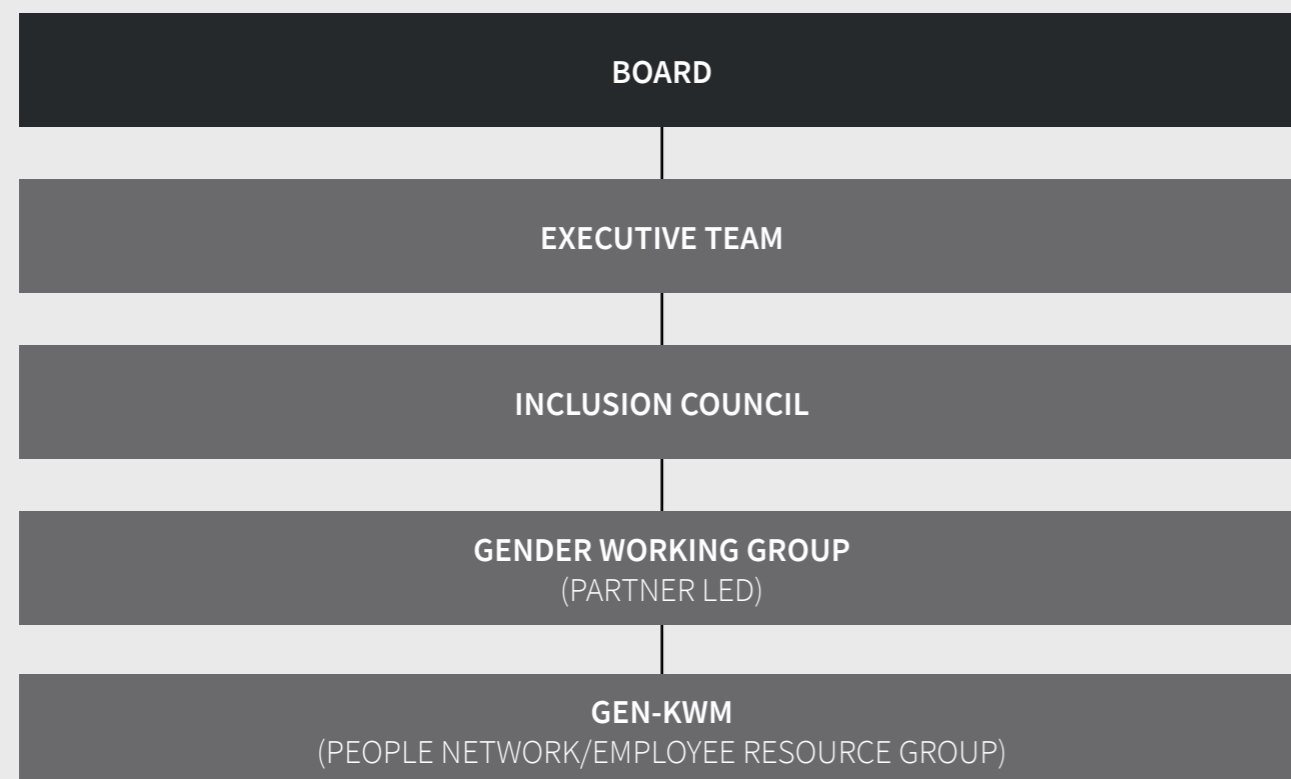 BOARD
EXECUTIVE TEAM
INCLUSION COUNCIL
GENDER WORKING GROUP
(PARTNER LED)
GEN-KWM
(PEOPLE NETWORK/EMPLOYEE RESOURCE GROUP)